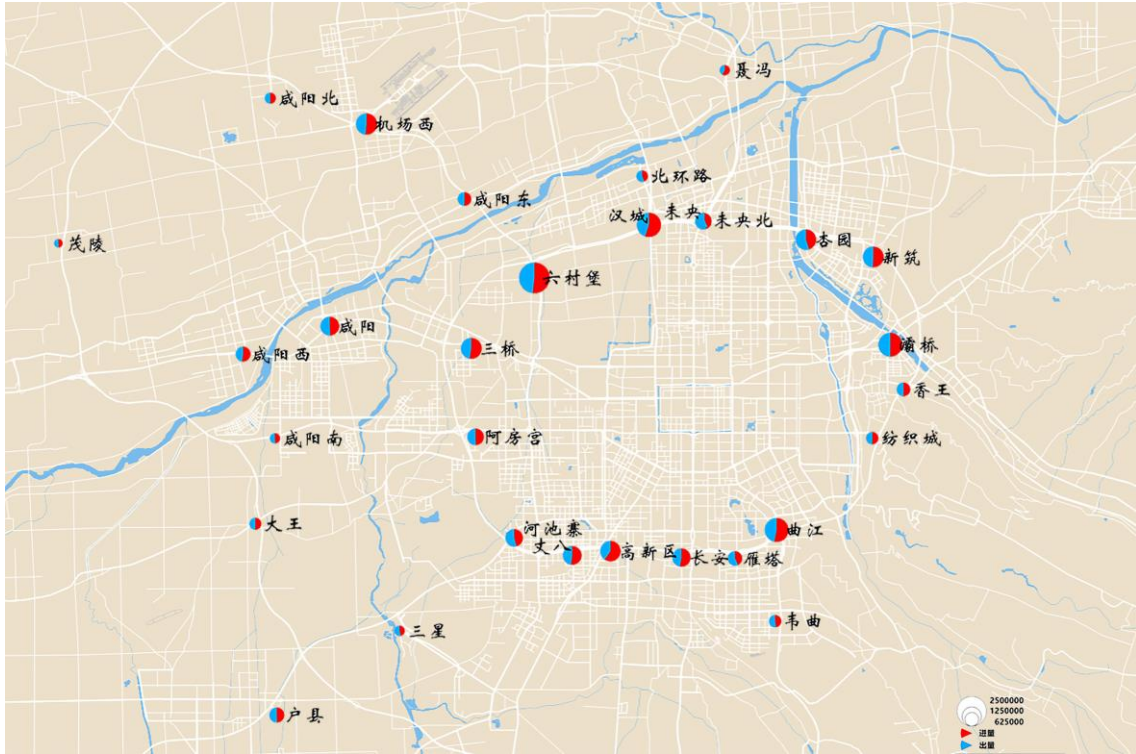 聂冯
咸阳北
机场西
北环路
咸阳东
汉城
未央
未央北
茂陵
杏园
新筑
六村堡
咸阳
三桥
灞桥
咸阳西
香王
咸阳南
阿房宫
纺织城
大王
河池寨
曲江
丈八
高新区
长安
雁塔
韦曲
三星
户县
2500000
1250000
625000
进量
出量